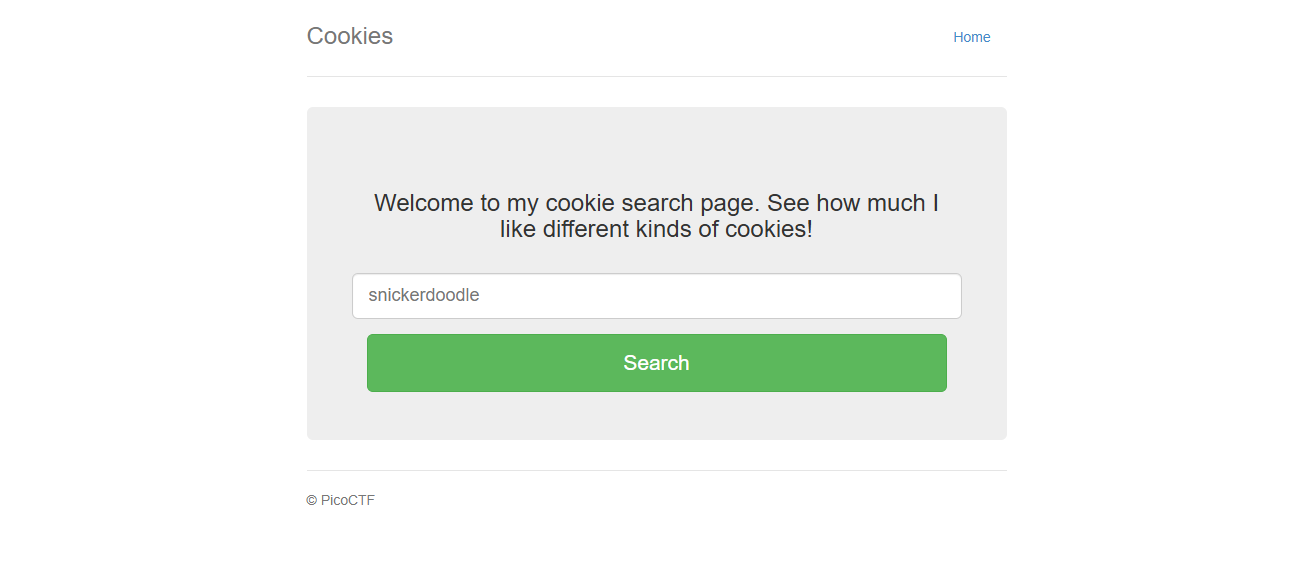 Cookies
Home
Welcome to my cookie search page. See how much I
like different kinds of cookies!
snickerdoodle
Search
© PicoCTF